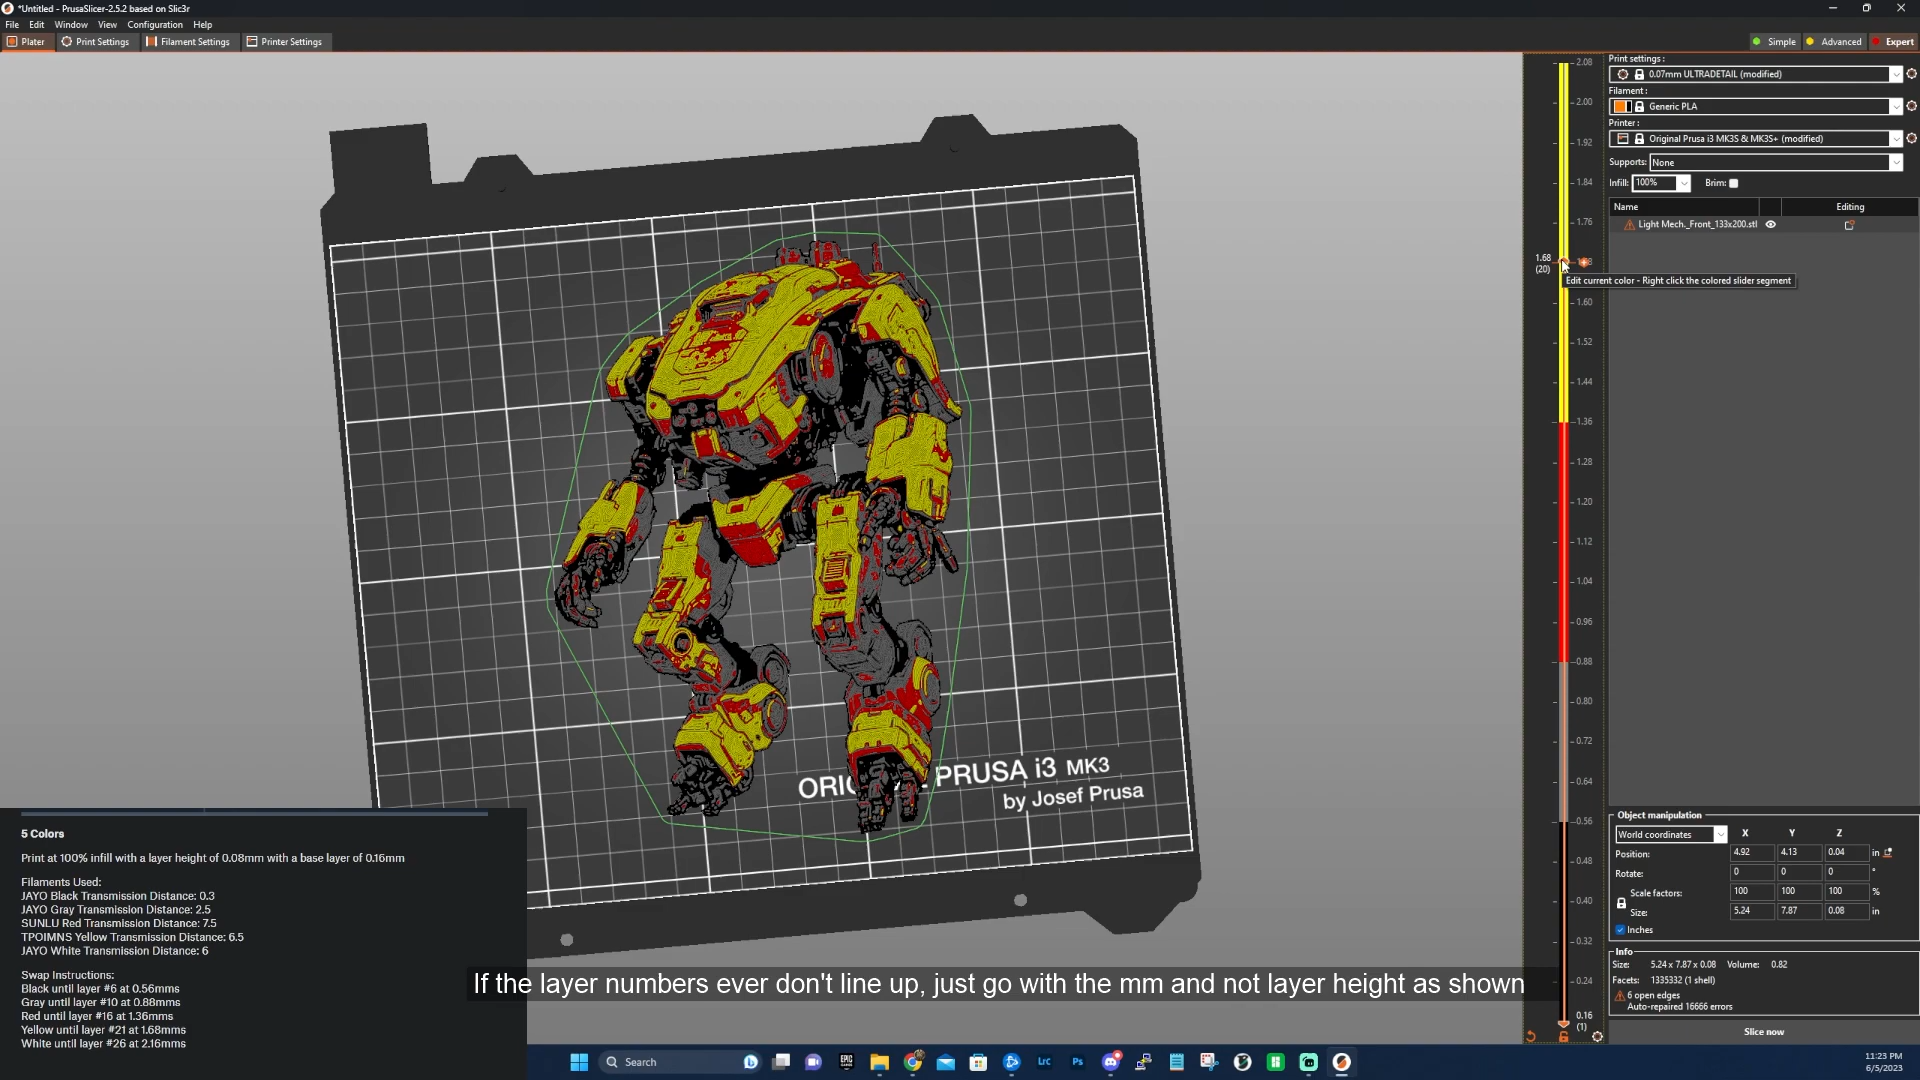 *Untitled - PrusaSlicer-2.5.2 based on Slic3r
File Edit Window View Configuration Help
Plater Print Settings Filament Settings Printer Settings
Simple Advanced Expert
Print settings :
0.07mm ULTRADETAIL (modified)
Filament :
Generic PLA
Printer :
Original Prusa i3 MK3S & MK3S+ (modified)
Supports: None
Infill: 100% Brim:
Name Editing
Light Mech._Front_133x200.stl
2.08
2.00
1.92
1.84
1.76
1.68
(20)
Edit current color - Right click the colored slider segment
1.60
1.52
1.44
1.36
1.28
1.20
1.12
1.04
0.96
0.88
0.80
0.72
0.64
0.56
0.48
0.40
0.32
0.24
0.16
(1)
PRUSA i3 MK3
by Josef Prusa
Object manipulation
World coordinates X Y Z
Position: 4.92 4.13 0.04 in
Rotate: 0 0 0 °
Scale factors: 100 100 100 %
Size: 5.24 7.87 0.08 in
Inches
Info
Size: 5.24 x 7.87 x 0.08 Volume: 0.82
Facets: 1335332 (1 shell)
6 open edges
Auto-repaired 16666 errors
Slice now
5 Colors
Print at 100% infill with a layer height of 0.08mm with a base layer of 0.16mm
Filaments Used:
JAYO Black Transmission Distance: 0.3
JAYO Gray Transmission Distance: 2.5
SUNLU Red Transmission Distance: 7.5
TPOIMNS Yellow Transmission Distance: 6.5
JAYO White Transmission Distance: 6
Swap Instructions:
Black until layer #6 at 0.56mms
Gray until layer #10 at 0.88mms
Red until layer #16 at 1.36mms
Yellow until layer #21 at 1.68mms
White until layer #26 at 2.16mms
If the layer numbers ever don't line up, just go with the mm and not layer height as shown
Search
EPIC
Lrc
Ps
11:23 PM
6/5/2023